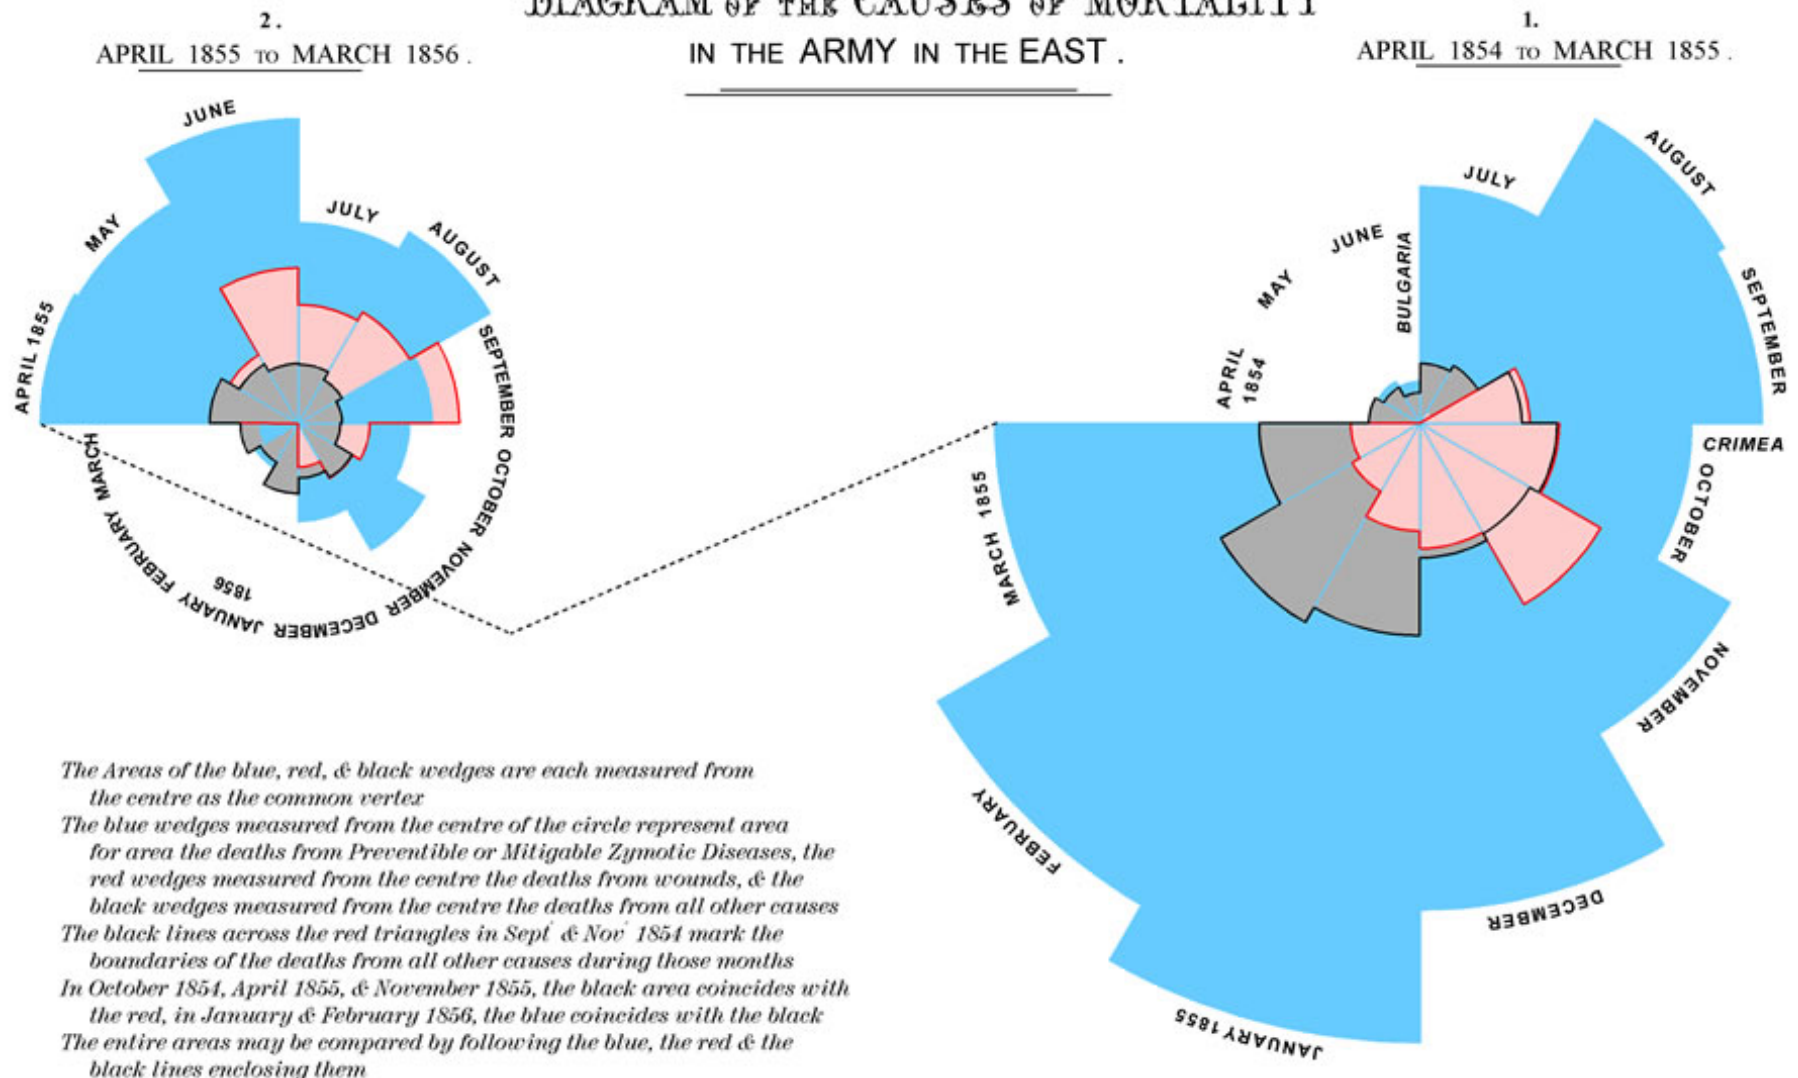 DIAGRAM OF THE CAUSES OF MORTALITY
IN THE ARMY IN THE EAST .
2 .
APRIL 1855 TO MARCH 1856 .
1.
APRIL 1854 TO MARCH 1855 .
JUNE
MAY
APRIL 1855
JULY
AUGUST
SEPTEMBER
OCTOBER
NOVEMBER
DECEMBER
JANUARY
1856
FEBRUARY
MARCH
APRIL
1854
MAY
JUNE
BULGARIA
JULY
AUGUST
SEPTEMBER
CRIMEA
OCTOBER
NOVEMBER
DECEMBER
JANUARY 1855
FEBRUARY
MARCH 1855
The Areas of the blue, red, & black wedges are each measured from
the centre as the common vertex
The blue wedges measured from the centre of the circle represent area
for area the deaths from Preventible or Mitigable Zymotic Diseases, the
red wedges measured from the centre the deaths from wounds, & the
black wedges measured from the centre the deaths from all other causes
The black lines across the red triangles in Sept' & Nov' 1854 mark the
boundaries of the deaths from all other causes during those months
In October 1854, April 1855, & November 1855, the black area coincides with
the red, in January & February 1856, the blue coincides with the black
The entire areas may be compared by following the blue, the red & the
black lines enclosing them